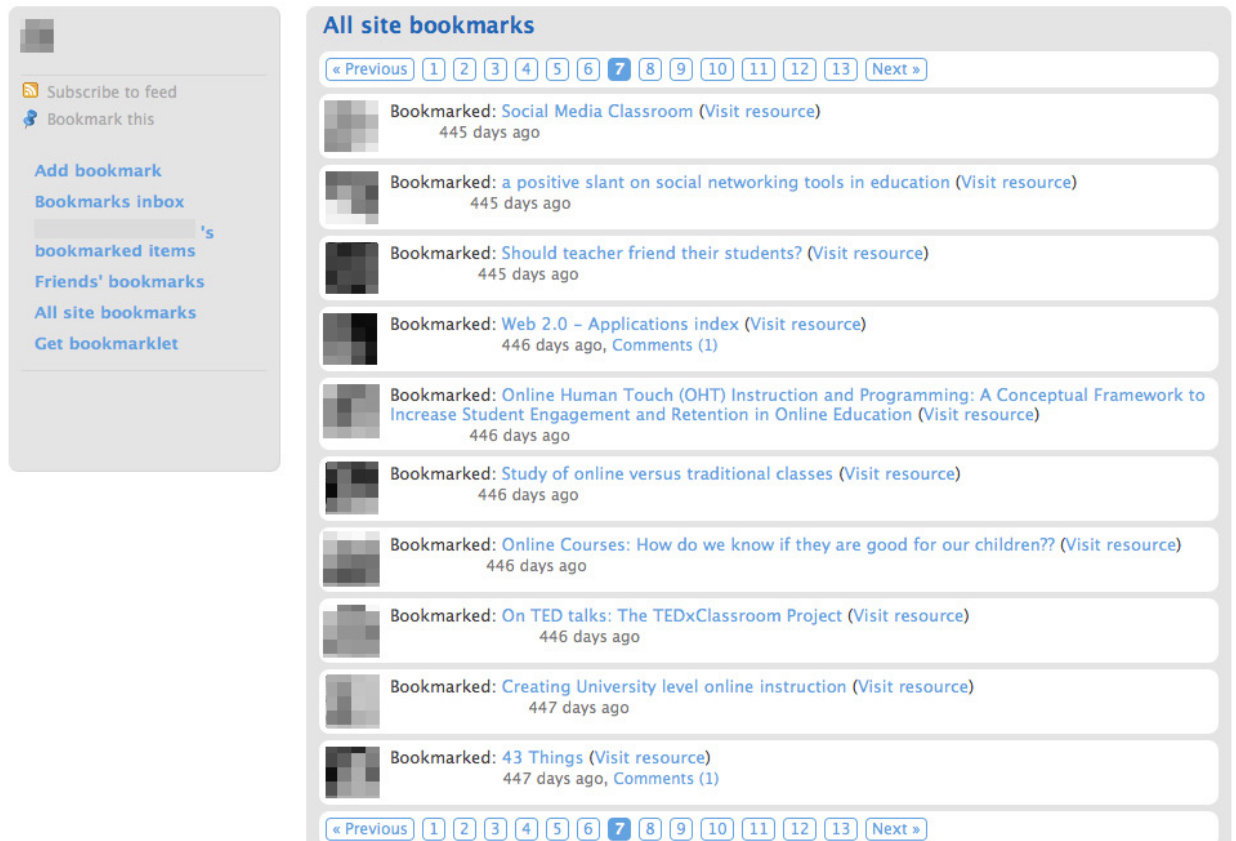 Subscribe to feed
Bookmark this
Add bookmark
Bookmarks inbox
's
bookmarked items
Friends' bookmarks
All site bookmarks
Get bookmarklet
All site bookmarks
« Previous 1 2 3 4 5 6 7 8 9 10 11 12 13 Next »
Bookmarked: Social Media Classroom (Visit resource)
445 days ago
Bookmarked: a positive slant on social networking tools in education (Visit resource)
445 days ago
Bookmarked: Should teacher friend their students? (Visit resource)
445 days ago
Bookmarked: Web 2.0 – Applications index (Visit resource)
446 days ago, Comments (1)
Bookmarked: Online Human Touch (OHT) Instruction and Programming: A Conceptual Framework to
Increase Student Engagement and Retention in Online Education (Visit resource)
446 days ago
Bookmarked: Study of online versus traditional classes (Visit resource)
446 days ago
Bookmarked: Online Courses: How do we know if they are good for our children?? (Visit resource)
446 days ago
Bookmarked: On TED talks: The TEDxClassroom Project (Visit resource)
446 days ago
Bookmarked: Creating University level online instruction (Visit resource)
447 days ago
Bookmarked: 43 Things (Visit resource)
447 days ago, Comments (1)
« Previous 1 2 3 4 5 6 7 8 9 10 11 12 13 Next »